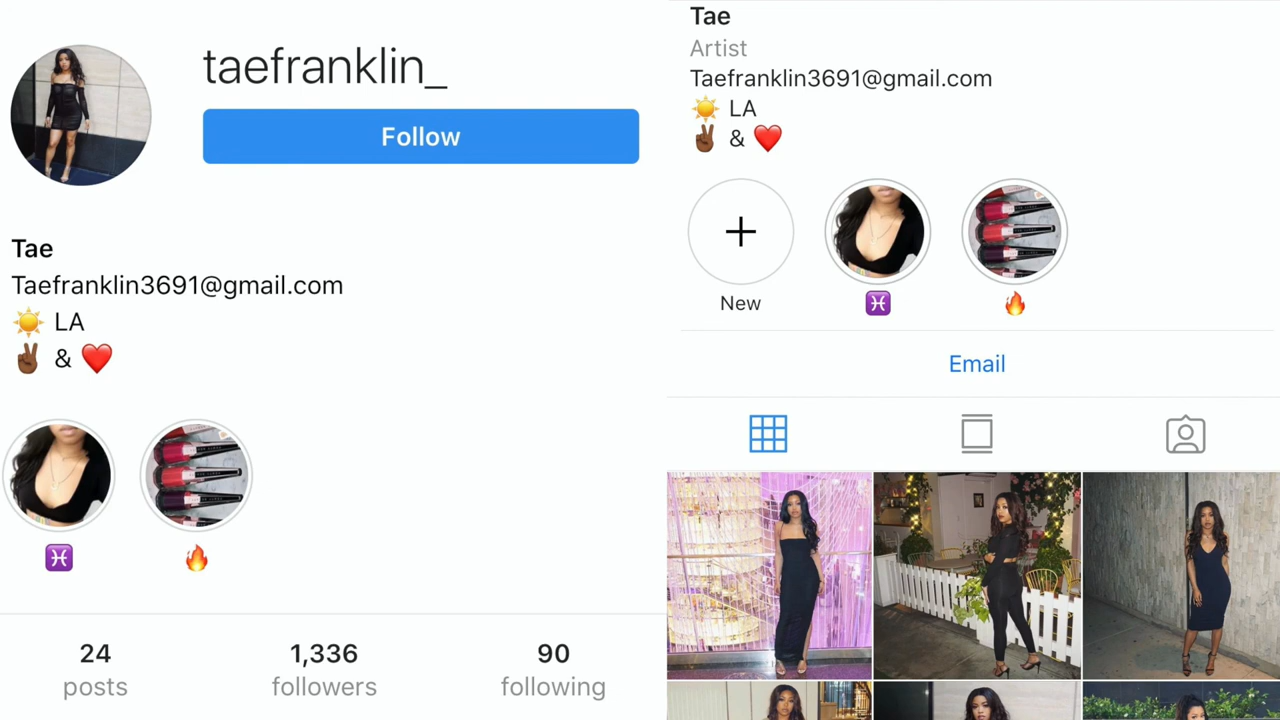 taefranklin_
Follow
Tae
Taefranklin3691@gmail.com
☀️ LA
✌🏾 & ❤️
♓
🔥
24
posts
1,336
followers
90
following
Tae
Artist
Taefranklin3691@gmail.com
☀️ LA
✌🏾 & ❤️
New
♓
🔥
Email